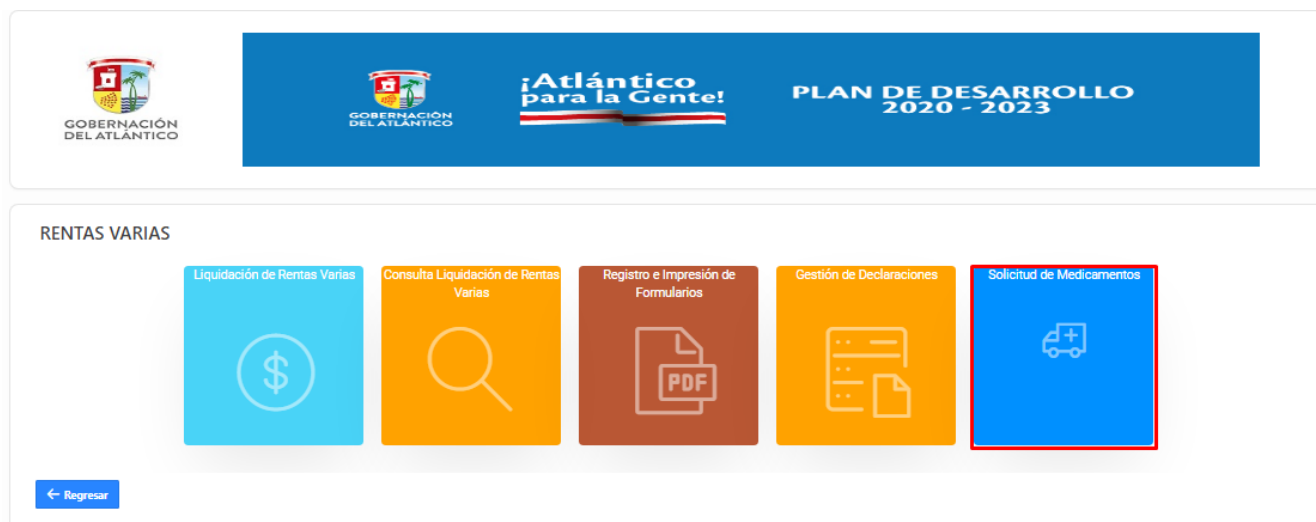 GOBERNACIÓN
DEL ATLÁNTICO
GOBERNACIÓN
DEL ATLÁNTICO
¡Atlántico
para la Gente!
PLAN DE DESARROLLO
2020 - 2023
RENTAS VARIAS
Liquidación de Rentas Varias
Consulta Liquidación de Rentas
Varias
Registro e Impresión de
Formularios
Gestión de Declaraciones
Solicitud de Medicamentos
$
PDF
← Regresar